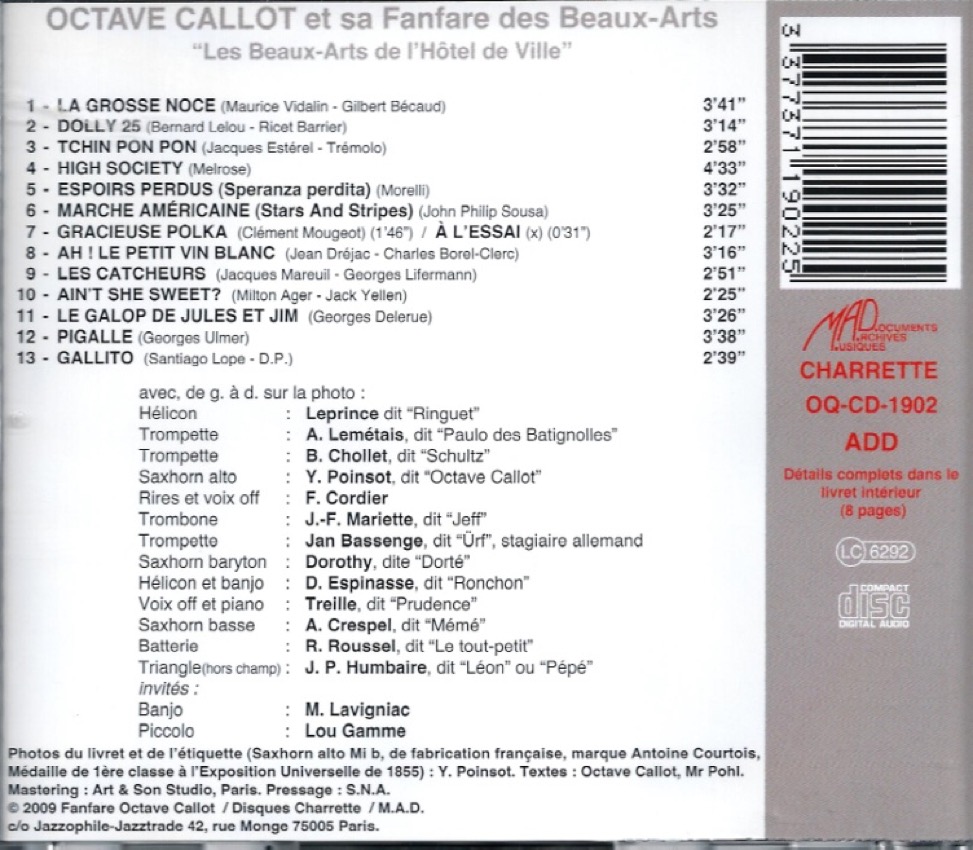 OCTAVE CALLOT et sa Fanfare des Beaux-Arts
“Les Beaux-Arts de l’Hôtel de Ville”
1 - LA GROSSE NOCE (Maurice Vidalin - Gilbert Bécaud) 3’41”
2 - DOLLY 25 (Bernard Lelou - Ricet Barrier) 3’14”
3 - TCHIN PON PON (Jacques Estérel - Trémolo) 2’58”
4 - HIGH SOCIETY (Melrose) 4’33”
5 - ESPOIRS PERDUS (Speranza perdita) (Morelli) 3’32”
6 - MARCHE AMÉRICAINE (Stars And Stripes) (John Philip Sousa) 3’25”
7 - GRACIEUSE POLKA (Clément Mougeot) (1’46”) / À L’ESSAI (x) (0’31”) 2’17”
8 - AH ! LE PETIT VIN BLANC (Jean Dréjac - Charles Borel-Clerc) 3’16”
9 - LES CATCHEURS (Jacques Mareuil - Georges Lifermann) 2’51”
10 - AIN’T SHE SWEET? (Milton Ager - Jack Yellen) 2’25”
11 - LE GALOP DE JULES ET JIM (Georges Delerue) 3’26”
12 - PIGALLE (Georges Ulmer) 3’38”
13 - GALLITO (Santiago Lope - D.P.) 2’39”
avec, de g. à d. sur la photo :
Hélicon : Leprince dit “Ringuet”
Trompette : A. Lemétais, dit “Paulo des Batignolles”
Trompette : B. Chollet, dit “Schultz”
Saxhorn alto : Y. Poinsot, dit “Octave Callot”
Rires et voix off : F. Cordier
Trombone : J.-F. Mariette, dit “Jeff”
Trompette : Jan Bassenge, dit “Ürf”, stagiaire allemand
Saxhorn baryton : Dorothy, dite “Dorté”
Hélicon et banjo : D. Espinasse, dit “Ronchon”
Voix off et piano : Treille, dit “Prudence”
Saxhorn basse : A. Crespel, dit “Mémé”
Batterie : R. Roussel, dit “Le tout-petit”
Triangle(hors champ) : J. P. Humbaire, dit “Léon” ou “Pépé”
invités :
Banjo : M. Lavigniac
Piccolo : Lou Gamme
Photos du livret et de l’étiquette (Saxhorn alto Mi b, de fabrication française, marque Antoine Courtois,
Médaille de 1ère classe à l’Exposition Universelle de 1855) : Y. Poinsot. Textes : Octave Callot, Mr Pohl.
Mastering : Art & Son Studio, Paris. Pressage : S.N.A.
© 2009 Fanfare Octave Callot / Disques Charrette / M.A.D.
c/o Jazzophile-Jazztrade 42, rue Monge 75005 Paris.
3 377371 190225
MAD
DOCUMENTS
ARCHIVES
MUSIQUES
CHARRETTE
OQ-CD-1902
ADD
Détails complets dans le
livret intérieur
(8 pages)
LC 6292
COMPACT
disc
DIGITAL AUDIO